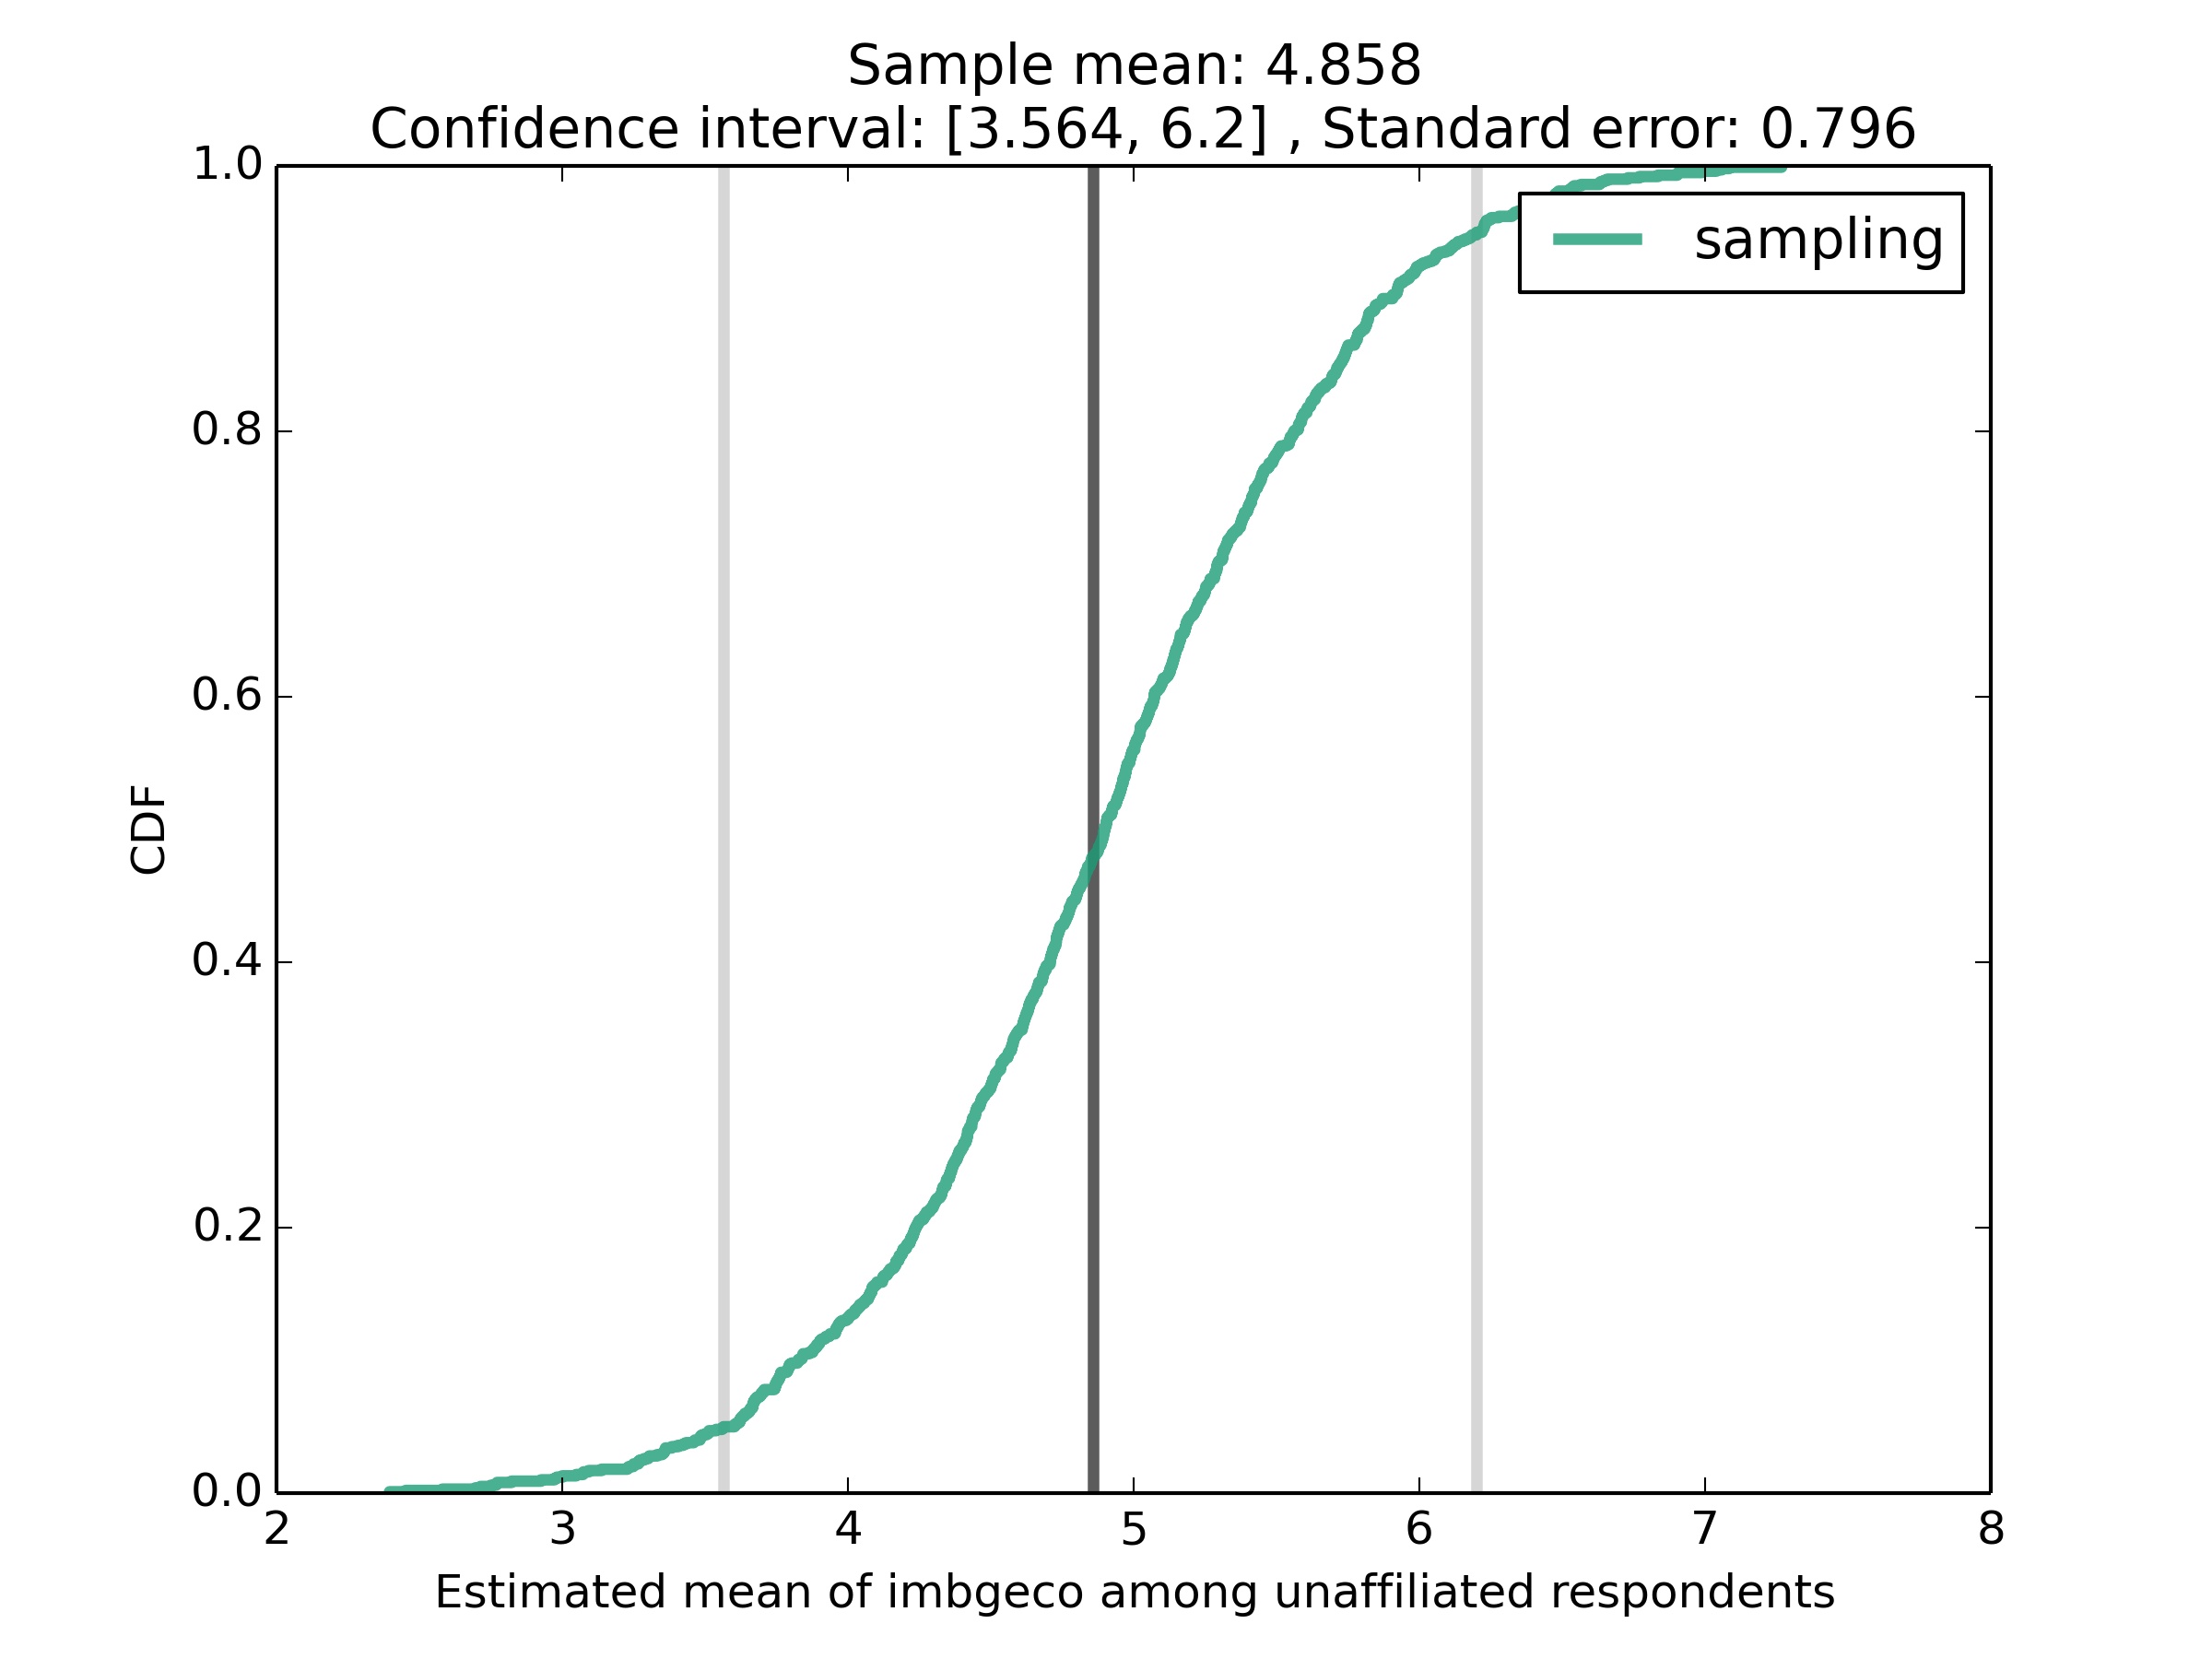 Sample mean: 4.858
Confidence interval: [3.564, 6.2] , Standard error: 0.796
1.0
sampling
0.8
0.6
CDF
0.4
0.2
0.0
2 3 4 5 6 7 8
Estimated mean of imbgeco among unaffiliated respondents